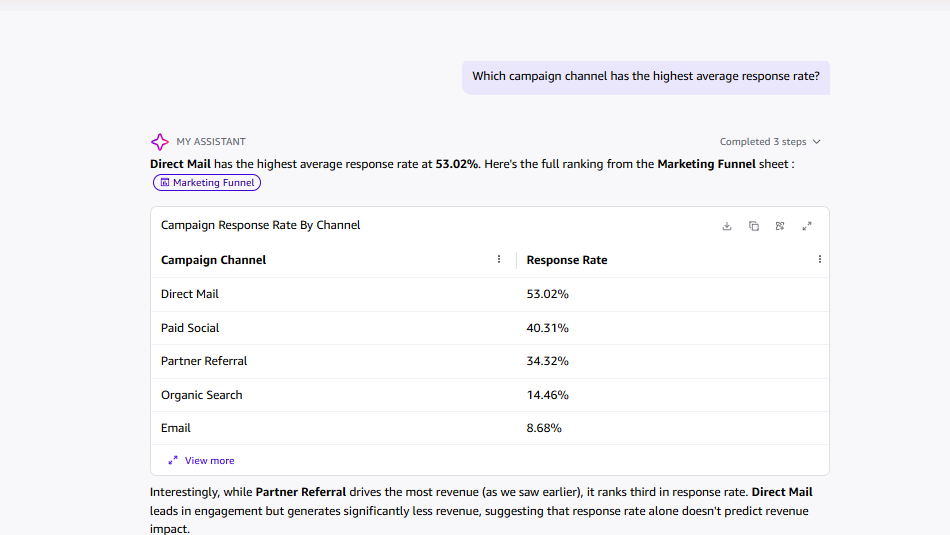 Which campaign channel has the highest average response rate?
MY ASSISTANT
Completed 3 steps
Direct Mail has the highest average response rate at 53.02%. Here's the full ranking from the Marketing Funnel sheet :
Marketing Funnel
Campaign Response Rate By Channel
Campaign Channel Response Rate
Direct Mail 53.02%
Paid Social 40.31%
Partner Referral 34.32%
Organic Search 14.46%
Email 8.68%
View more
Interestingly, while Partner Referral drives the most revenue (as we saw earlier), it ranks third in response rate. Direct Mail
leads in engagement but generates significantly less revenue, suggesting that response rate alone doesn't predict revenue
impact.